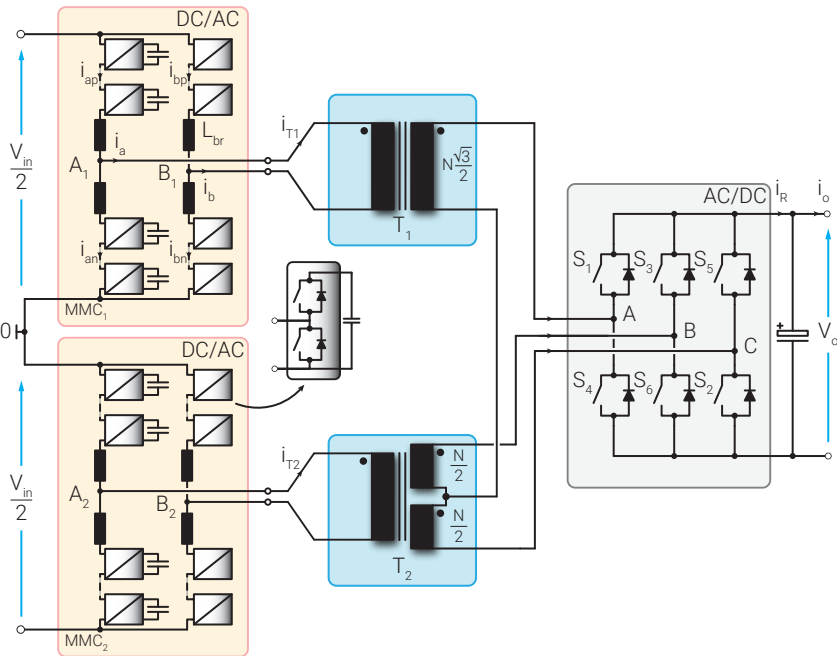 DC/AC
i_ap
i_bp
V_in/2
i_a
L_br
A_1
B_1
i_b
i_an
i_bn
MMC_1
i_T1
N√3/2
T_1
AC/DC
i_R
i_o
S_1
S_3
S_5
A
B
C
V_o
+
S_4
S_6
S_2
0
DC/AC
V_in/2
A_2
B_2
MMC_2
i_T2
N/2
N/2
T_2